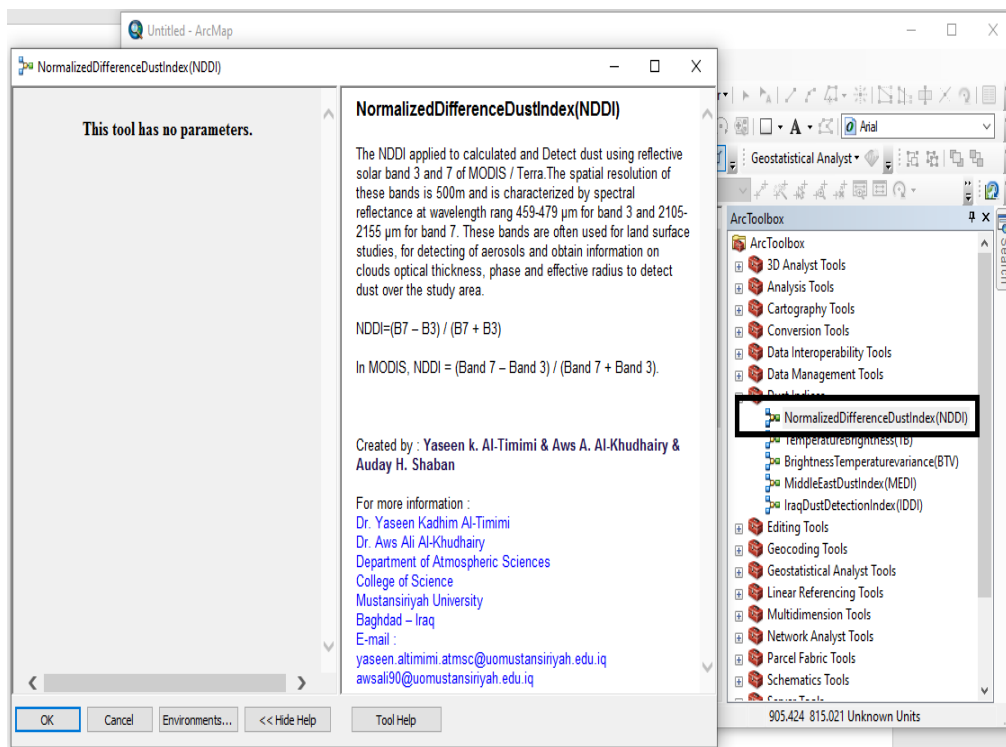 Untitled - ArcMap
NormalizedDifferenceDustIndex(NDDI)
This tool has no parameters.
NormalizedDifferenceDustIndex(NDDI)
The NDDI applied to calculated and Detect dust using reflective
solar band 3 and 7 of MODIS / Terra.The spatial resolution of
these bands is 500m and is characterized by spectral
reflectance at wavelength rang 459-479 µm for band 3 and 2105-
2155 µm for band 7. These bands are often used for land surface
studies, for detecting of aerosols and obtain information on
clouds optical thickness, phase and effective radius to detect
dust over the study area.
NDDI=(B7 – B3) / (B7 + B3)
In MODIS, NDDI = (Band 7 – Band 3) / (Band 7 + Band 3).
Created by : Yaseen k. Al-Timimi & Aws A. Al-Khudhairy &
Auday H. Shaban
For more information :
Dr. Yaseen Kadhim Al-Timimi
Dr. Aws Ali Al-Khudhairy
Department of Atmospheric Sciences
College of Science
Mustansiriyah University
Baghdad – Iraq
E-mail :
yaseen.altimimi.atmsc@uomustansiriyah.edu.iq
awsali90@uomustansiriyah.edu.iq
OK
Cancel
Environments...
<< Hide Help
Tool Help
A
Arial
Geostatistical Analyst
ArcToolbox
Search
ArcToolbox
3D Analyst Tools
Analysis Tools
Cartography Tools
Conversion Tools
Data Interoperability Tools
Data Management Tools
Dust Indices
NormalizedDifferenceDustIndex(NDDI)
TemperatureBrightness(TB)
BrightnessTemperaturevariance(BTV)
MiddleEastDustIndex(MEDI)
IraqDustDetectionIndex(IDDI)
Editing Tools
Geocoding Tools
Geostatistical Analyst Tools
Linear Referencing Tools
Multidimension Tools
Network Analyst Tools
Parcel Fabric Tools
Schematics Tools
Server Tools
905.424 815.021 Unknown Units